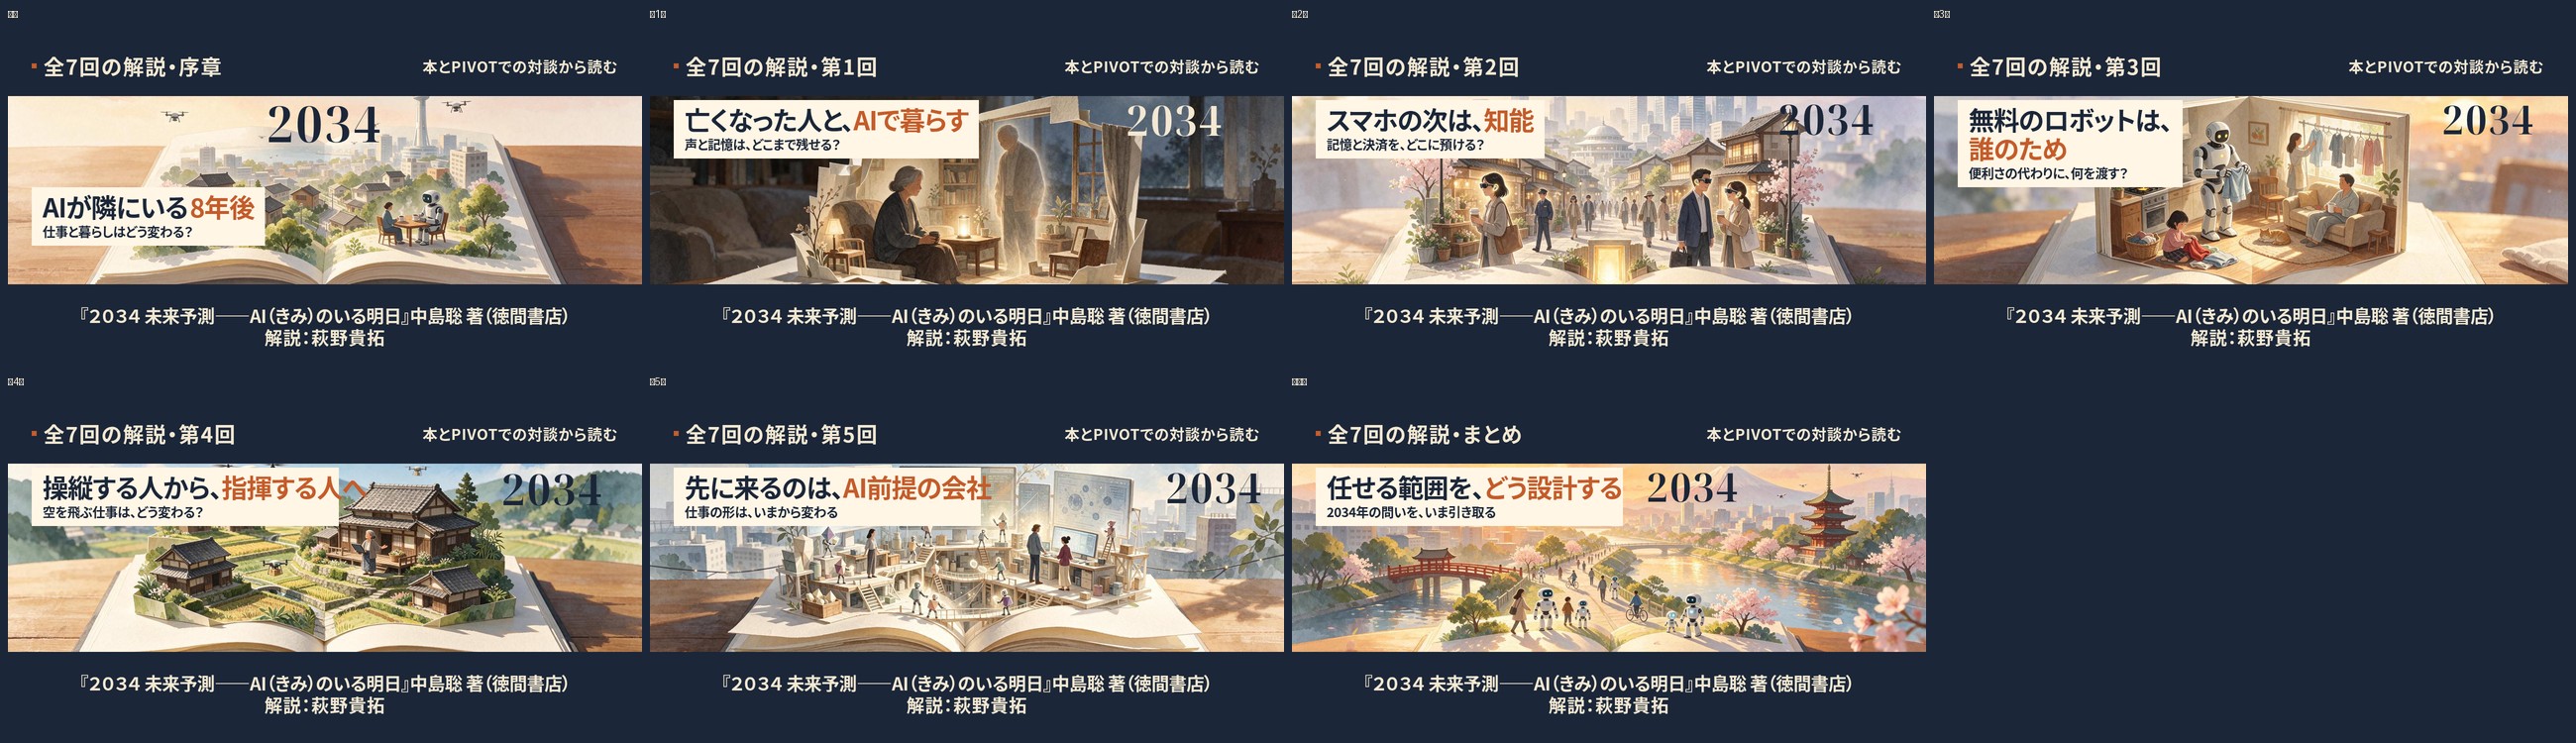 全7回の解説・序章
本とPIVOTでの対談から読む
2034
AIが隣にいる8年後
仕事と暮らしはどう変わる?
『2034 未来予測──AI(きみ)のいる明日』中島聡 著(徳間書店)
解説:萩野貴拓
1
全7回の解説・第1回
本とPIVOTでの対談から読む
亡くなった人と、AIで暮らす
声と記憶は、どこまで残せる?
2034
『2034 未来予測──AI(きみ)のいる明日』中島聡 著(徳間書店)
解説:萩野貴拓
2
全7回の解説・第2回
本とPIVOTでの対談から読む
スマホの次は、知能
記憶と決済を、どこに預ける?
2034
『2034 未来予測──AI(きみ)のいる明日』中島聡 著(徳間書店)
解説:萩野貴拓
3
全7回の解説・第3回
本とPIVOTでの対談から読む
無料のロボットは、
誰のため
便利さの代わりに、何を渡す?
2034
『2034 未来予測──AI(きみ)のいる明日』中島聡 著(徳間書店)
解説:萩野貴拓
4
全7回の解説・第4回
本とPIVOTでの対談から読む
操縦する人から、指揮する人へ
空を飛ぶ仕事は、どう変わる?
2034
『2034 未来予測──AI(きみ)のいる明日』中島聡 著(徳間書店)
解説:萩野貴拓
5
全7回の解説・第5回
本とPIVOTでの対談から読む
先に来るのは、AI前提の会社
仕事の形は、いまから変わる
2034
『2034 未来予測──AI(きみ)のいる明日』中島聡 著(徳間書店)
解説:萩野貴拓
全7回の解説・まとめ
本とPIVOTでの対談から読む
任せる範囲を、どう設計する
2034年の問いを、いま引き取る
2034
『2034 未来予測──AI(きみ)のいる明日』中島聡 著(徳間書店)
解説:萩野貴拓